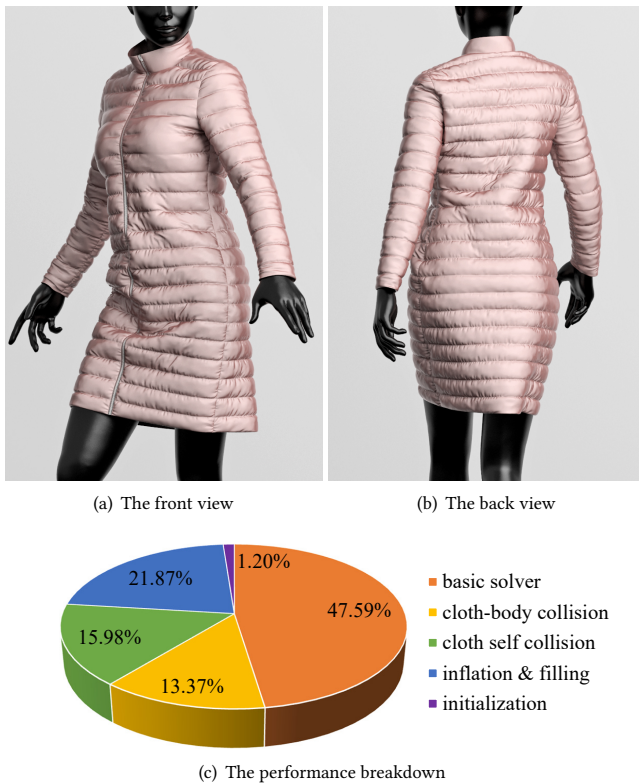 (a) The front view
(b) The back view
1.20%
21.87%
47.59%
15.98%
13.37%
basic solver
cloth-body collision
cloth self collision
inflation & filling
initialization
(c) The performance breakdown